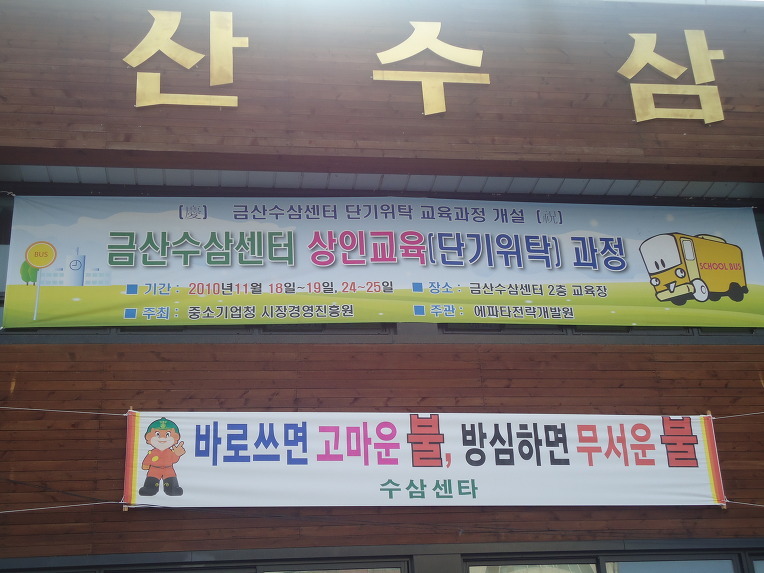 산수삼
(慶) 금산수삼센터 단기위탁 교육과정 개설 (祝)
금산수삼센터 상인교육(단기위탁) 과정
■ 기간 : 2010년11월 18일~19일, 24~25일 ■ 장소 : 금산수삼센터 2층 교육장
■ 주최 : 중소기업청 시장경영진흥원 ■ 주관 : 에파타전략개발원
BUS
SCHOOL BUS
바로쓰면 고마운 불, 방심하면 무서운 불
수삼센타